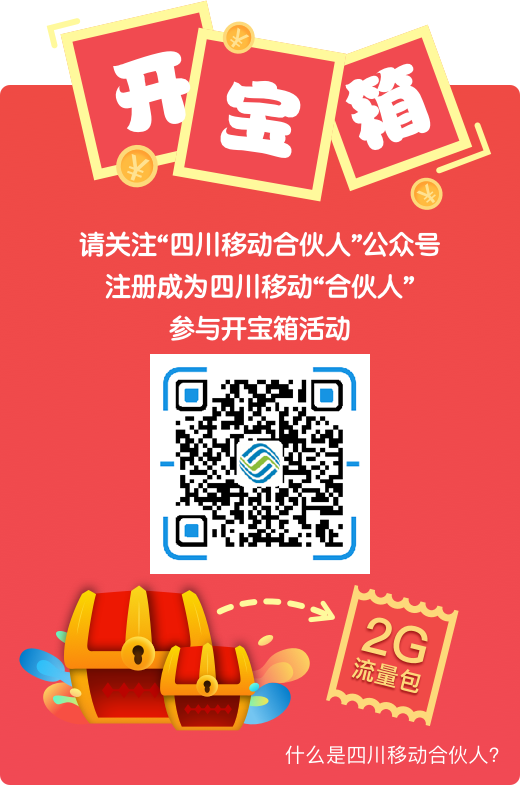 开宝箱
请关注“四川移动合伙人”公众号
注册成为四川移动“合伙人”
参与开宝箱活动
2G
流量包
什么是四川移动合伙人?